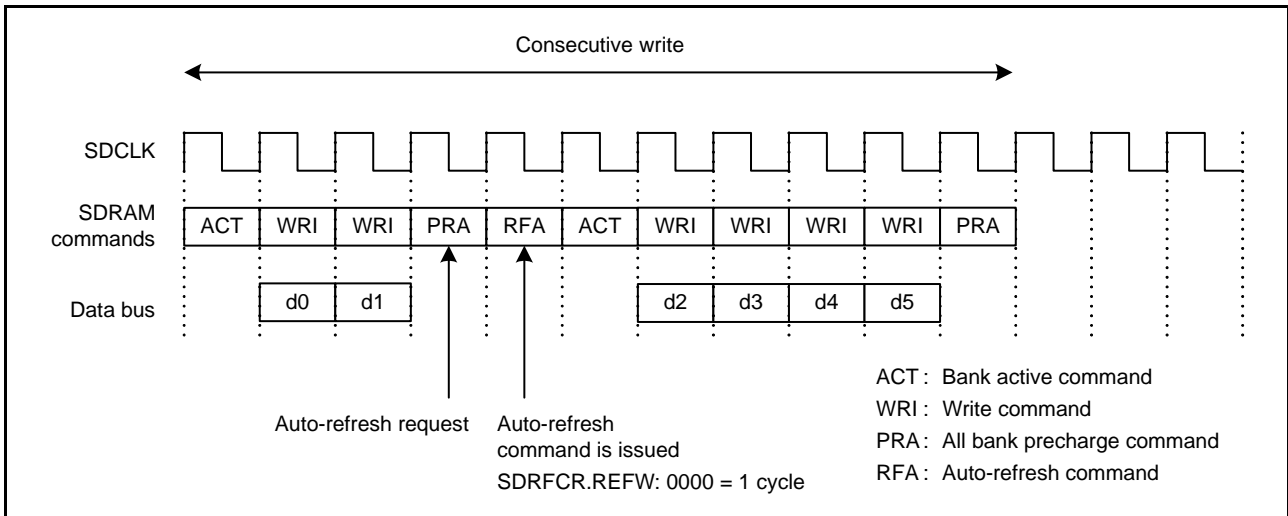 Consecutive write
SDCLK
SDRAM
commands
ACT WRI WRI PRA RFA ACT WRI WRI WRI WRI PRA
Data bus
d0 d1 d2 d3 d4 d5
Auto-refresh request
Auto-refresh
command is issued
SDRFCR.REFW: 0000 = 1 cycle
ACT : Bank active command
WRI : Write command
PRA : All bank precharge command
RFA : Auto-refresh command